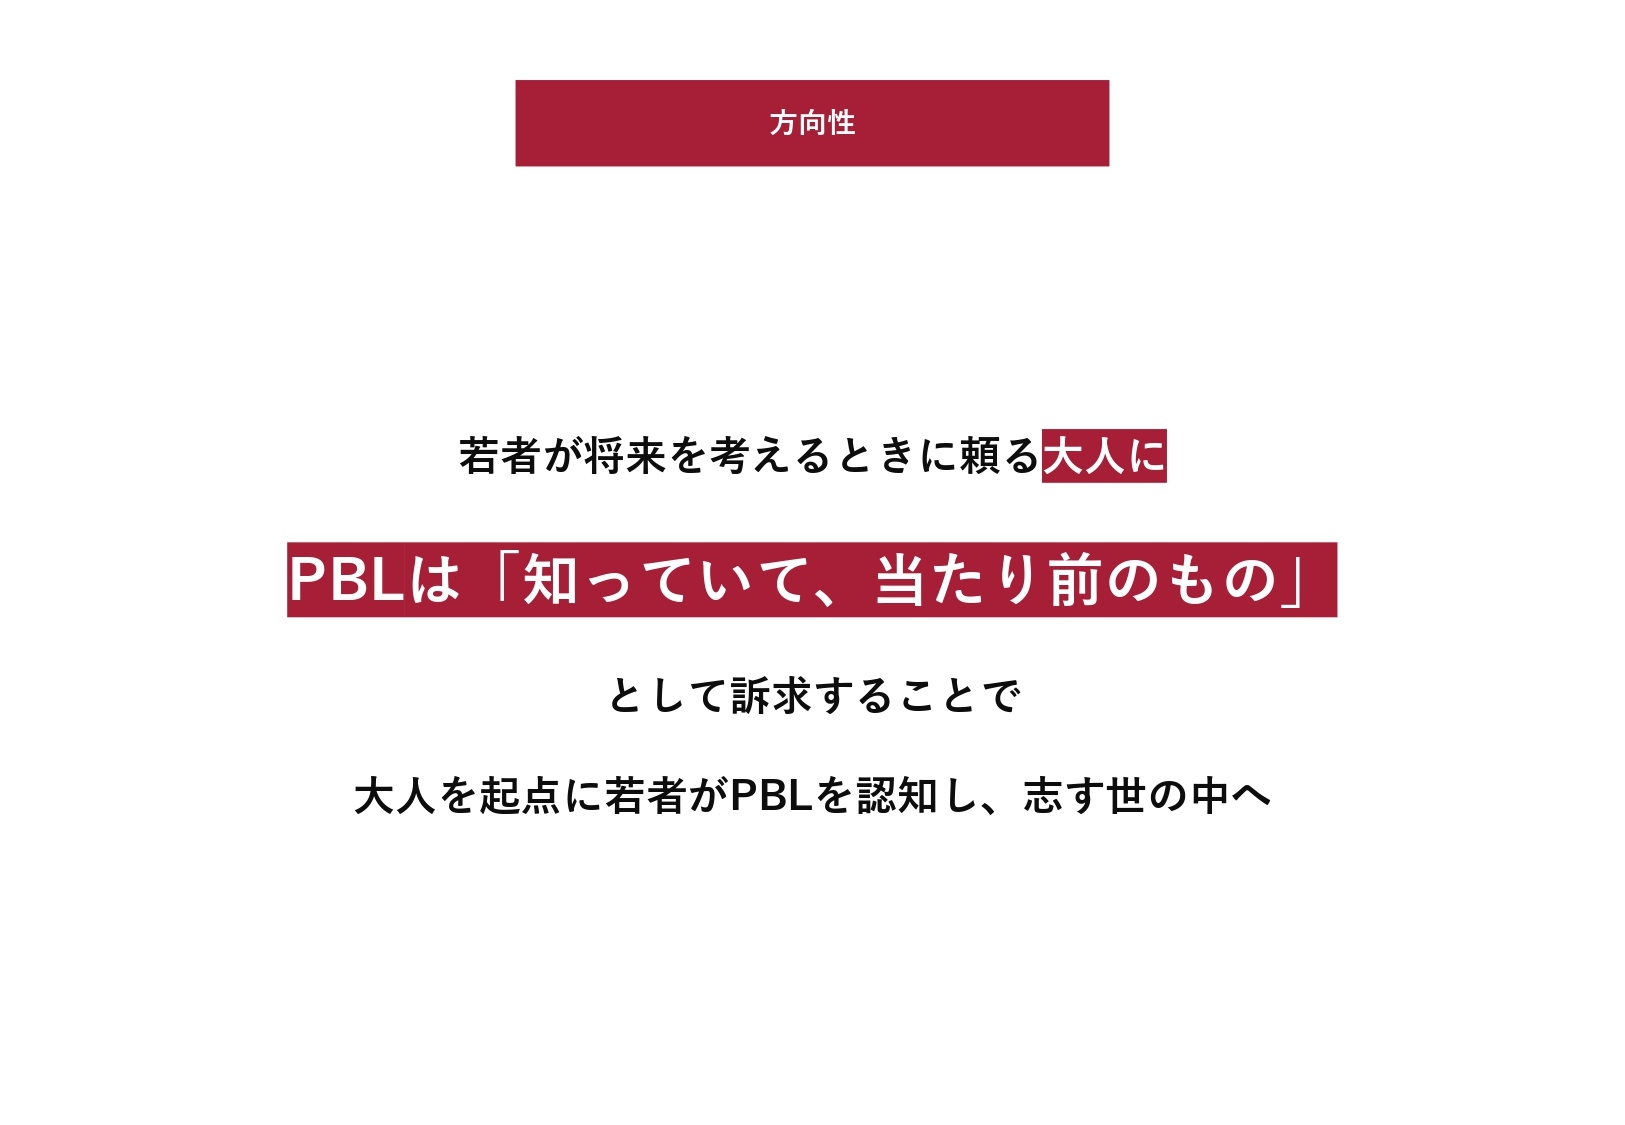 方向性
若者が将来を考えるときに頼る大人に
PBLは「知っていて、当たり前のもの」
として訴求することで
大人を起点に若者がPBLを認知し、志す世の中へ